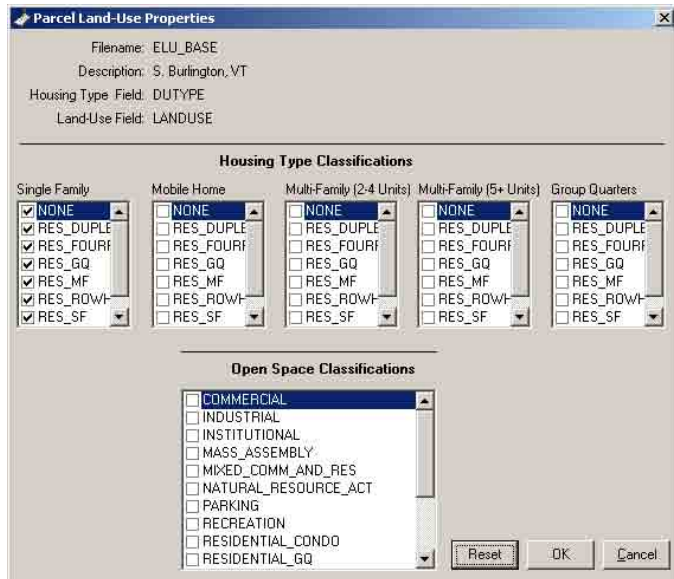 Parcel Land-Use Properties
Filename: ELU_BASE
Description: S. Burlington, VT
Housing Type Field: DUTYPE
Land-Use Field: LANDUSE
Housing Type Classifications
Single Family Mobile Home Multi-Family (2-4 Units) Multi-Family (5+ Units) Group Quarters
NONE NONE NONE NONE NONE
RES_DUPLE RES_DUPLE RES_DUPLE RES_DUPLE RES_DUPLE
RES_FOURF RES_FOURF RES_FOURF RES_FOURF RES_FOURF
RES_GQ RES_GQ RES_GQ RES_GQ RES_GQ
RES_MF RES_MF RES_MF RES_MF RES_MF
RES_ROWH RES_ROWH RES_ROWH RES_ROWH RES_ROWH
RES_SF RES_SF RES_SF RES_SF RES_SF
Open Space Classifications
COMMERCIAL
INDUSTRIAL
INSTITUTIONAL
MASS_ASSEMBLY
MIXED_COMM_AND_RES
NATURAL_RESOURCE_ACT
PARKING
RECREATION
RESIDENTIAL_CONDO
RESIDENTIAL_GQ
Reset OK Cancel